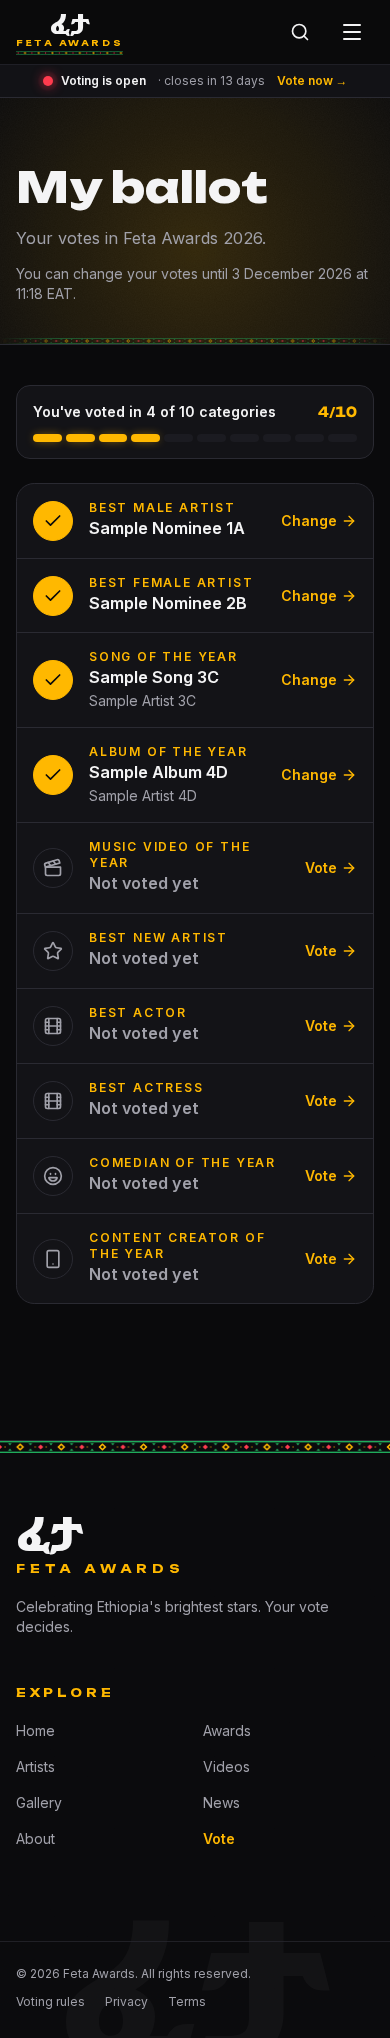 ፊታ
FETA AWARDS
Voting is open · closes in 13 days Vote now →
My ballot
Your votes in Feta Awards 2026.
You can change your votes until 3 December 2026 at
11:18 EAT.
You've voted in 4 of 10 categories 4/10
BEST MALE ARTIST
Sample Nominee 1A
Change →
BEST FEMALE ARTIST
Sample Nominee 2B
Change →
SONG OF THE YEAR
Sample Song 3C
Sample Artist 3C
Change →
ALBUM OF THE YEAR
Sample Album 4D
Sample Artist 4D
Change →
MUSIC VIDEO OF THE
YEAR
Not voted yet
Vote →
BEST NEW ARTIST
Not voted yet
Vote →
BEST ACTOR
Not voted yet
Vote →
BEST ACTRESS
Not voted yet
Vote →
COMEDIAN OF THE YEAR
Not voted yet
Vote →
CONTENT CREATOR OF
THE YEAR
Not voted yet
Vote →
ፊታ
FETA AWARDS
Celebrating Ethiopia's brightest stars. Your vote
decides.
EXPLORE
Home Awards
Artists Videos
Gallery News
About Vote
© 2026 Feta Awards. All rights reserved.
Voting rules Privacy Terms